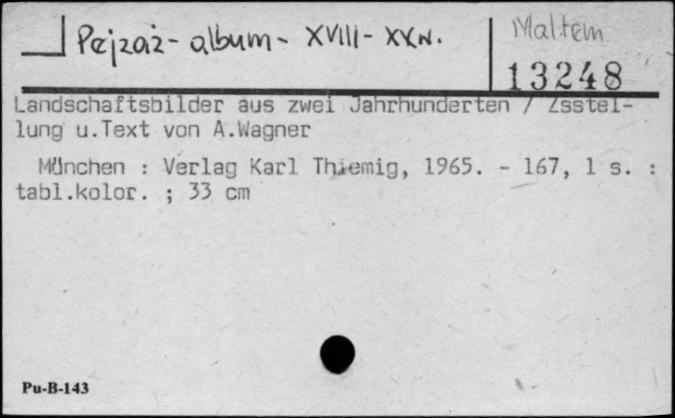 Pejzaż - album - XVIII - XX w.
Maltem
13248
Landschaftsbilder aus zwei Jahrhunderten / Zsstel-
lung u.Text von A.Wagner
München : Verlag Karl Thiemig, 1965. - 167, 1 s. :
tabl.kolor. ; 33 cm
Pu-B-143